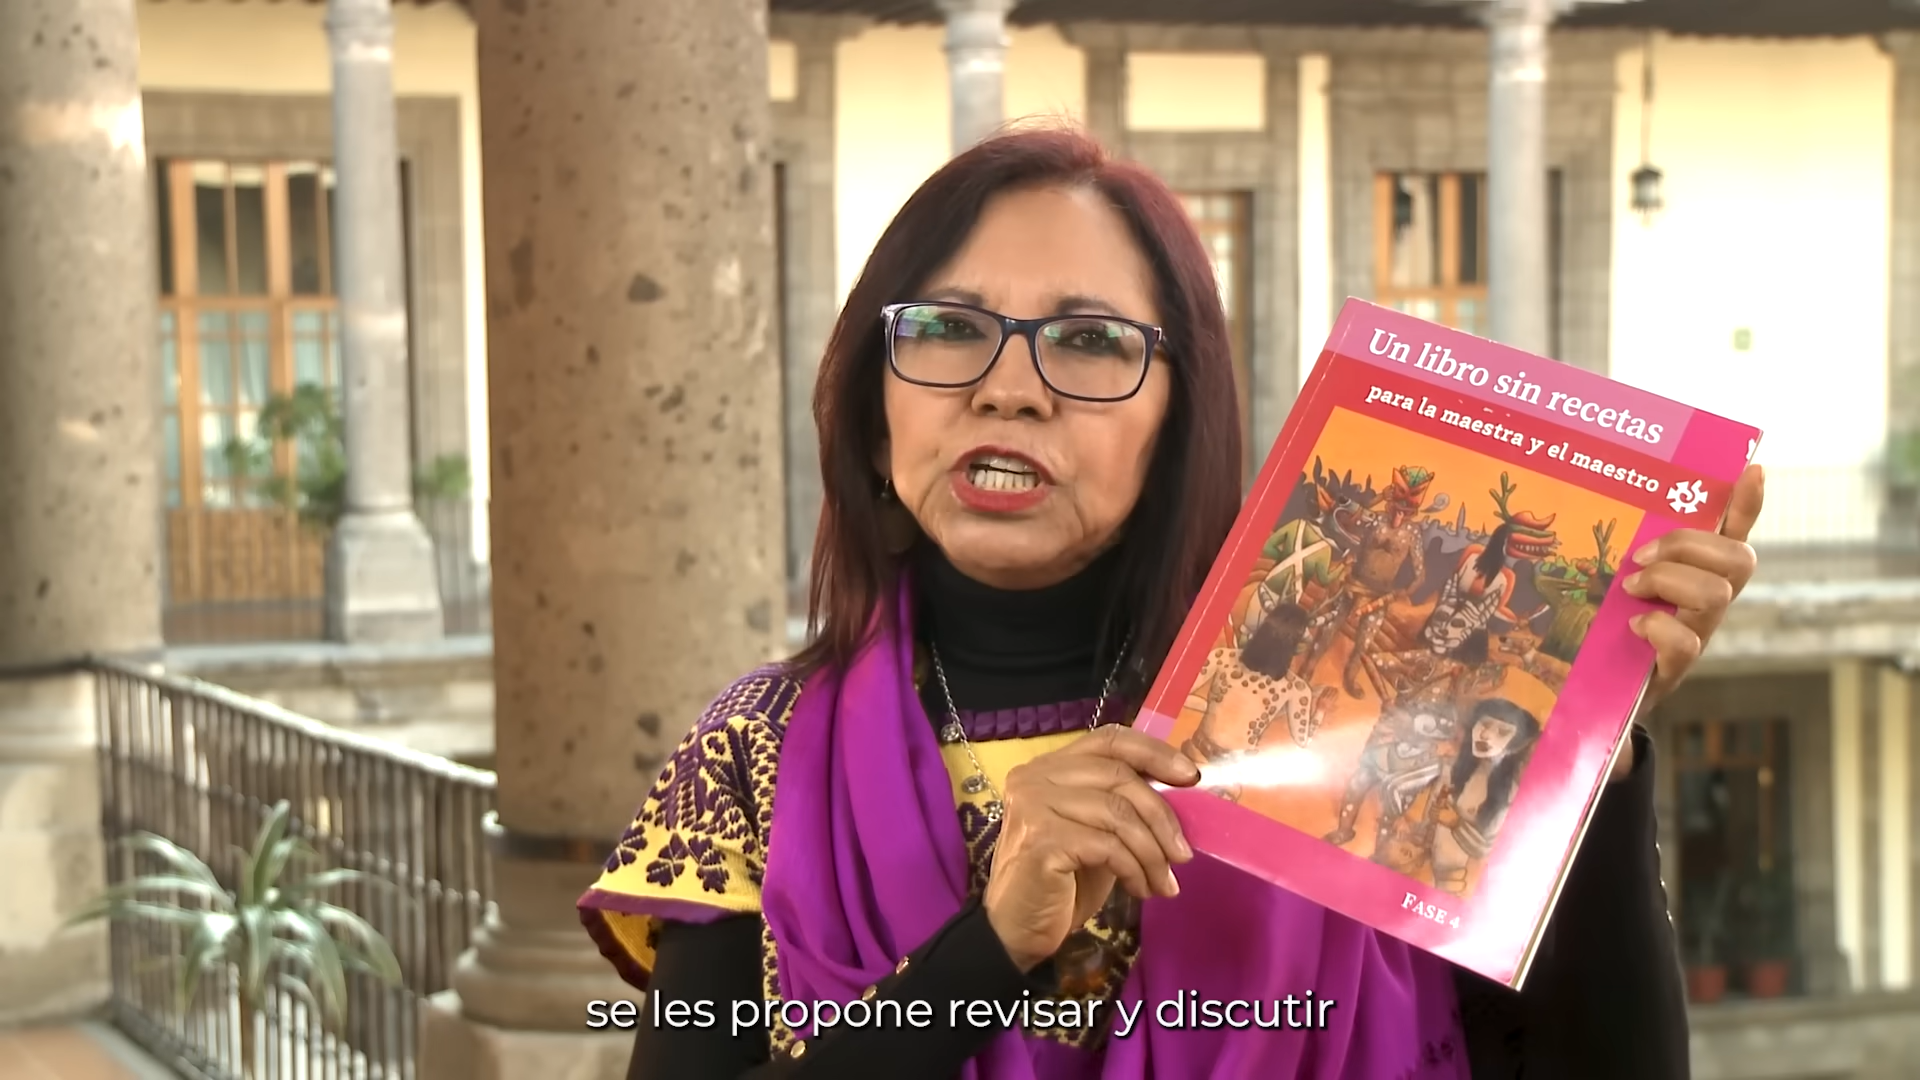 Un libro sin recetas
para la maestra y el maestro
FASE 4
se les propone revisar y discutir